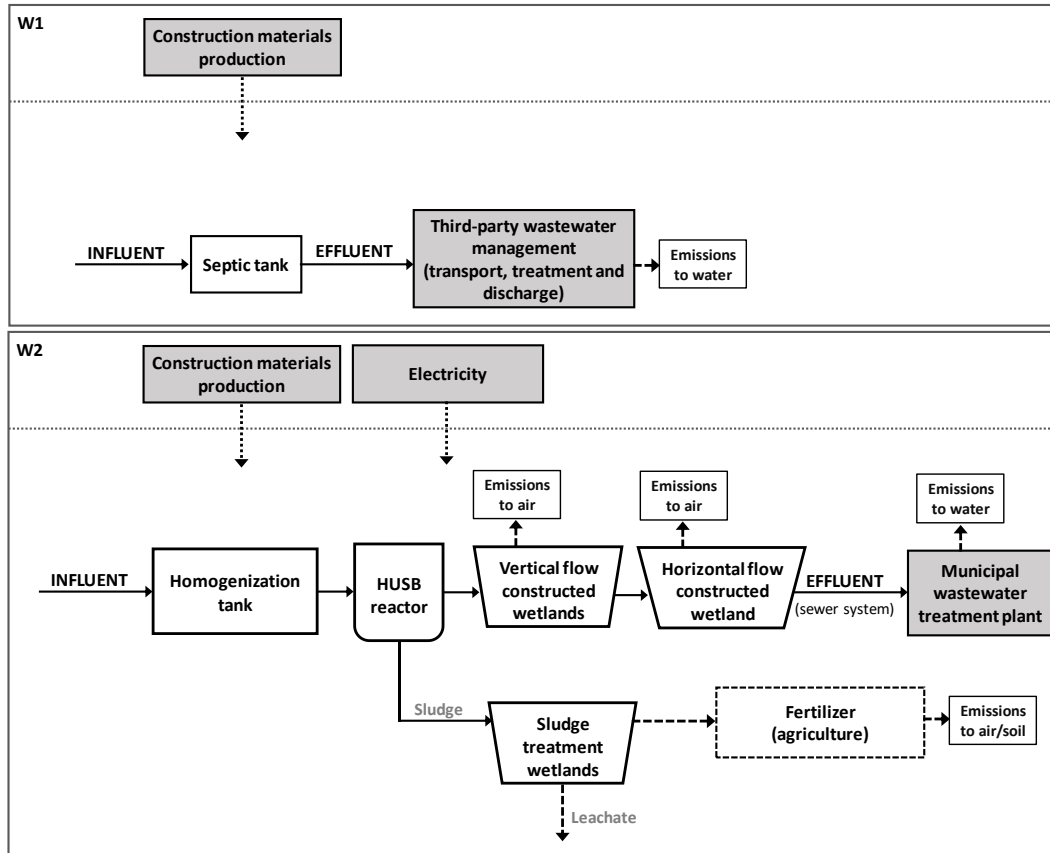 W1
Construction materials
production
INFLUENT
Septic tank
EFFLUENT
Third-party wastewater
management
(transport, treatment and
discharge)
Emissions
to water
W2
Construction materials
production
Electricity
Emissions
to air
Emissions
to air
Emissions
to water
INFLUENT
Homogenization
tank
HUSB
reactor
Vertical flow
constructed
wetlands
Horizontal flow
constructed
wetland
EFFLUENT
(sewer system)
Municipal
wastewater
treatment plant
Sludge
Sludge
treatment
wetlands
Fertilizer
(agriculture)
Emissions
to air/soil
Leachate